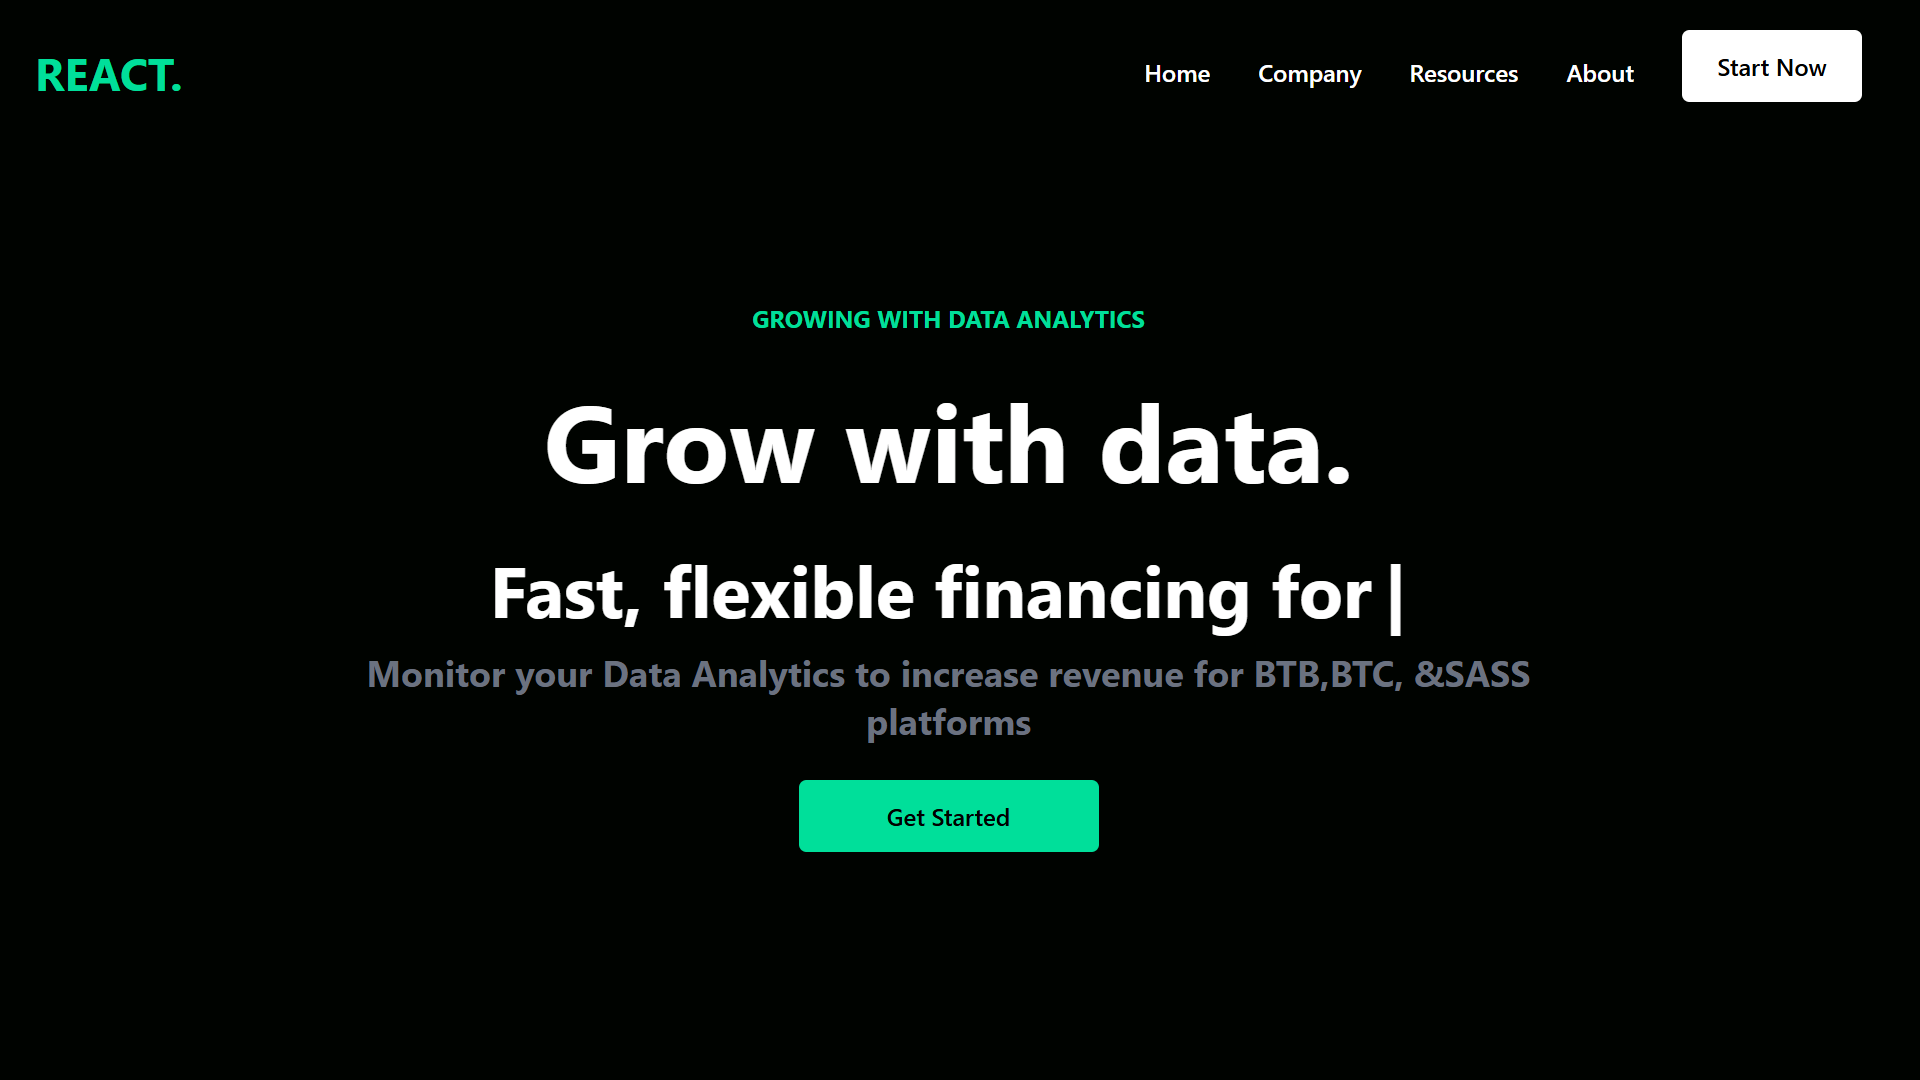 REACT.
Home
Company
Resources
About
Start Now
GROWING WITH DATA ANALYTICS
Grow with data.
Fast, flexible financing for|
Monitor your Data Analytics to increase revenue for BTB,BTC, &SASS
platforms
Get Started